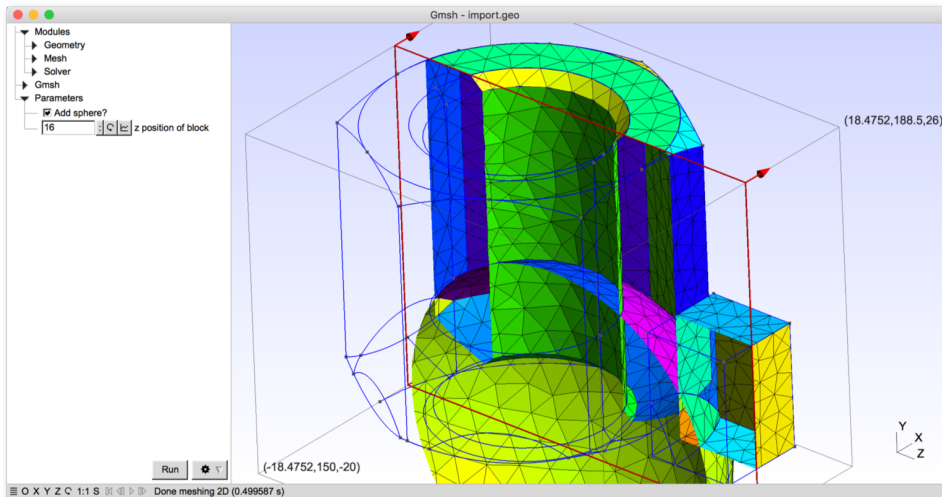 Gmsh - import.geo
Modules
Geometry
Mesh
Solver
Gmsh
Parameters
Add sphere?
16 z position of block
(18.4752,188.5,26)
(-18.4752,150,-20)
Y
X
Z
Run
O X Y Z 1:1 S Done meshing 2D (0.499587 s)